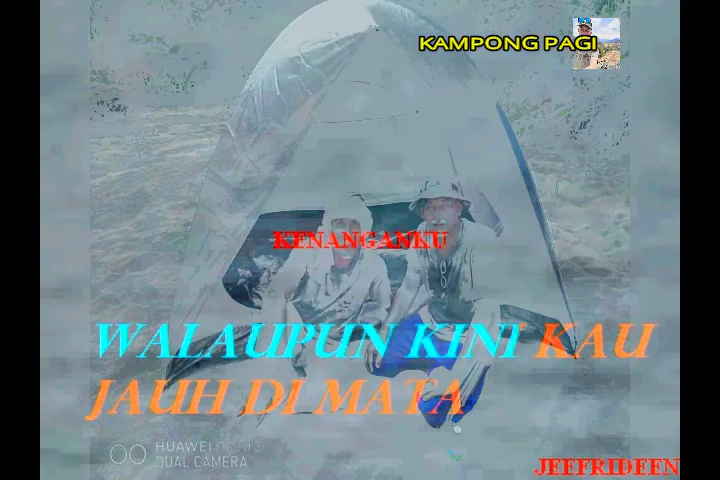 KAMPONG PAGI
KENANGANKU
WALAUPUN KINI KAU
JAUH DI MATA
HUAWEI
DUAL CAMERA
JEEFRIDEEN